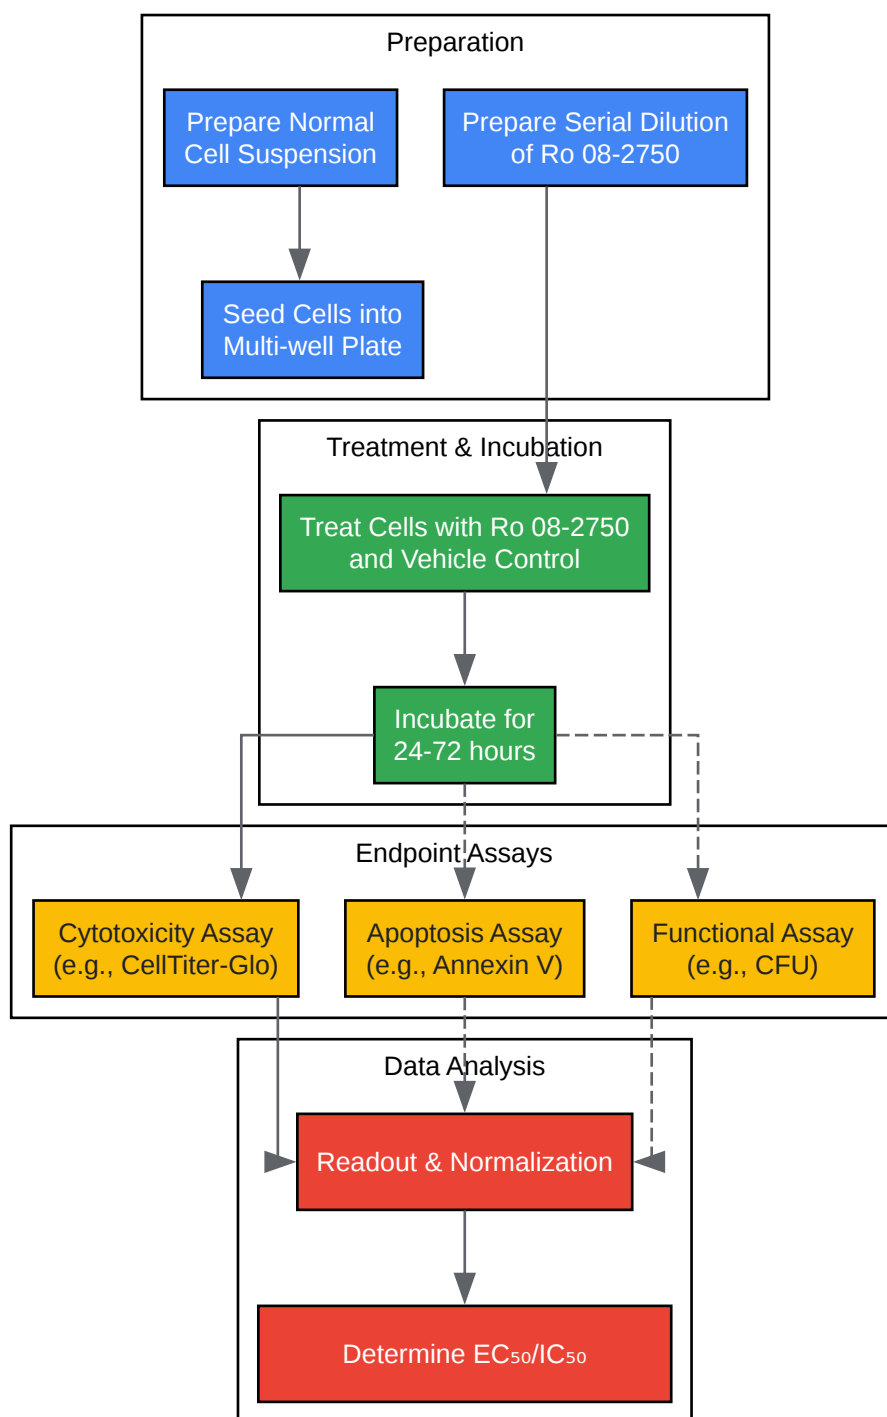 Preparation
Prepare Normal
Cell Suspension
Prepare Serial Dilution
of Ro 08-2750
Seed Cells into
Multi-well Plate
Treatment & Incubation
Treat Cells with Ro 08-2750
and Vehicle Control
Incubate for
24-72 hours
Endpoint Assays
Cytotoxicity Assay
(e.g., CellTiter-Glo)
Apoptosis Assay
(e.g., Annexin V)
Functional Assay
(e.g., CFU)
Data Analysis
Readout & Normalization
Determine EC₅₀/IC₅₀